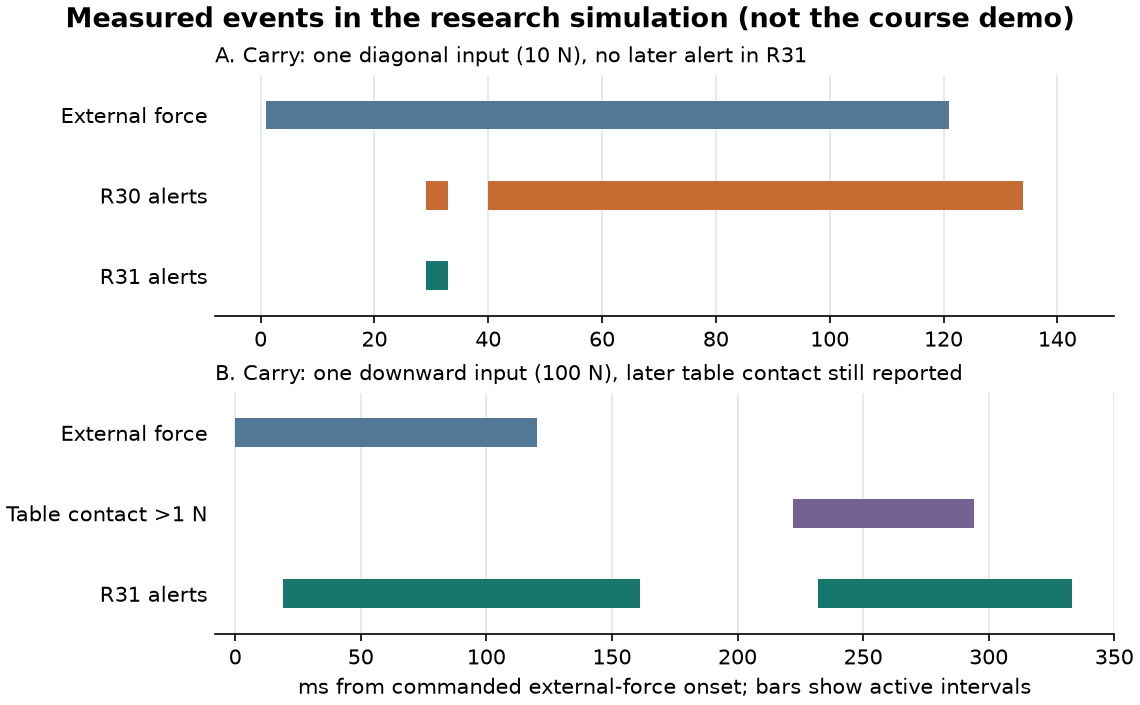 Measured events in the research simulation (not the course demo)
A. Carry: one diagonal input (10 N), no later alert in R31
External force
R30 alerts
R31 alerts
0 20 40 60 80 100 120 140
B. Carry: one downward input (100 N), later table contact still reported
External force
Table contact >1 N
R31 alerts
0 50 100 150 200 250 300 350
ms from commanded external-force onset; bars show active intervals